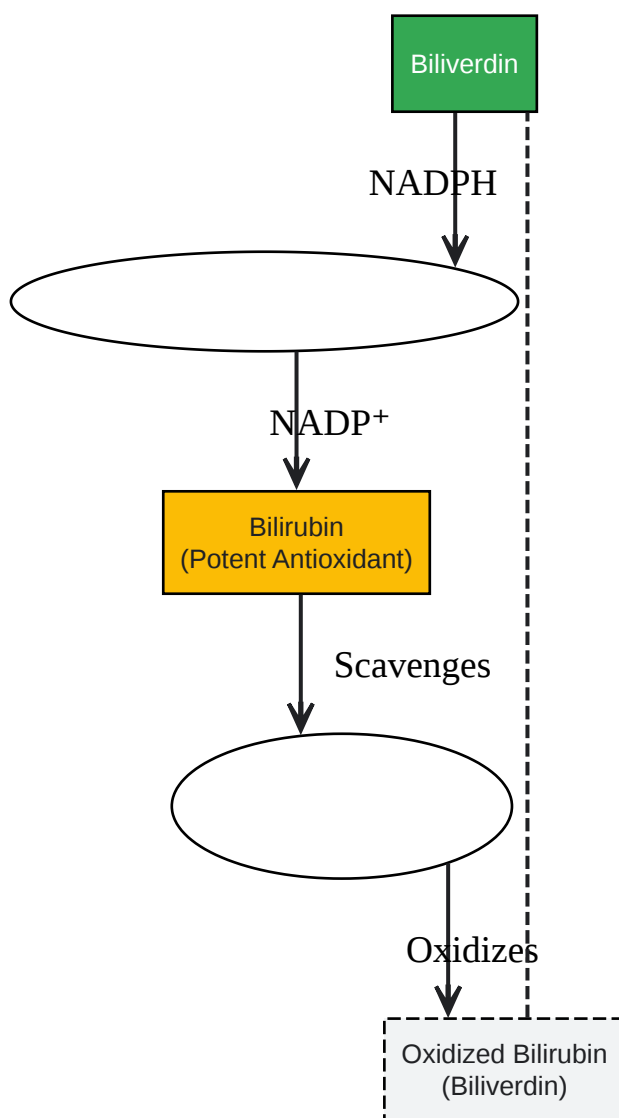 Biliverdin
NADPH
NADP⁺
Bilirubin
(Potent Antioxidant)
Scavenges
Oxidizes
Oxidized Bilirubin
(Biliverdin)